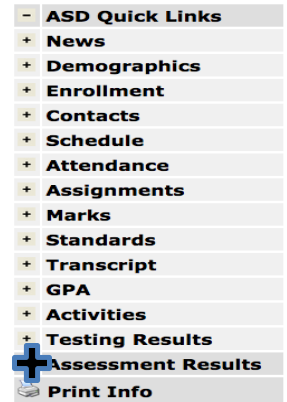 - ASD Quick Links
+ News
+ Demographics
+ Enrollment
+ Contacts
+ Schedule
+ Attendance
+ Assignments
+ Marks
+ Standards
+ Transcript
+ GPA
+ Activities
+ Testing Results
+ Assessment Results
Print Info